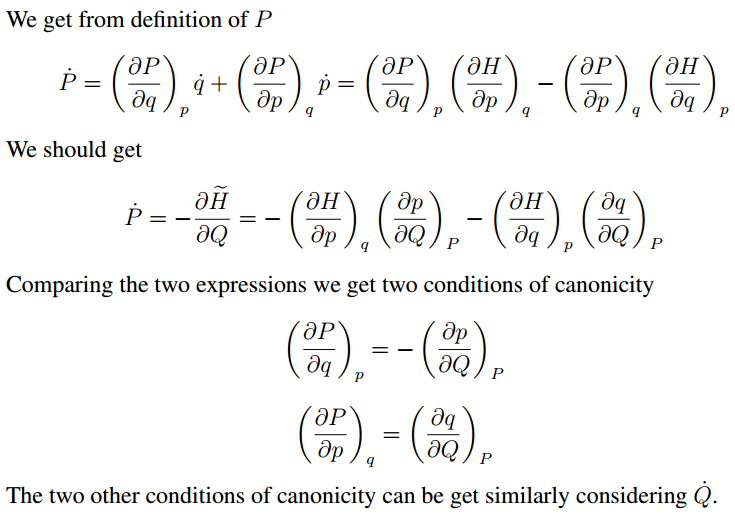 We get from definition of P
Ṗ = (∂P/∂q)_p q̇ + (∂P/∂p)_q ṗ = (∂P/∂q)_p (∂H/∂p)_q − (∂P/∂p)_q (∂H/∂q)_p
We should get
Ṗ = −∂H̃/∂Q = −(∂H/∂p)_q (∂p/∂Q)_P − (∂H/∂q)_p (∂q/∂Q)_P
Comparing the two expressions we get two conditions of canonicity
(∂P/∂q)_p = −(∂p/∂Q)_P
(∂P/∂p)_q = (∂q/∂Q)_P
The two other conditions of canonicity can be get similarly considering Q̇.